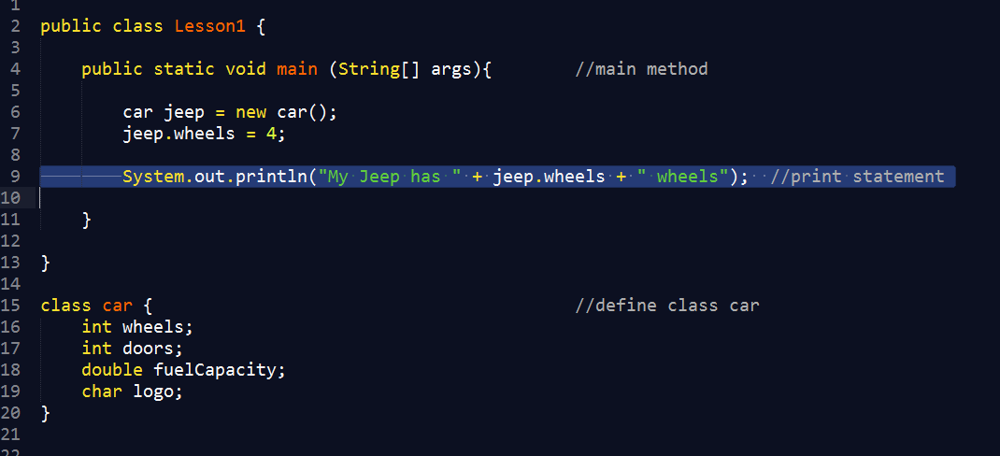 1
2 public class Lesson1 {
3
4 public static void main (String[] args){ //main method
5
6 car jeep = new car();
7 jeep.wheels = 4;
8
9 System.out.println("My Jeep has " + jeep.wheels + " wheels"); //print statement
10
11 }
12
13 }
14
15 class car { //define class car
16 int wheels;
17 int doors;
18 double fuelCapacity;
19 char logo;
20 }
21
22